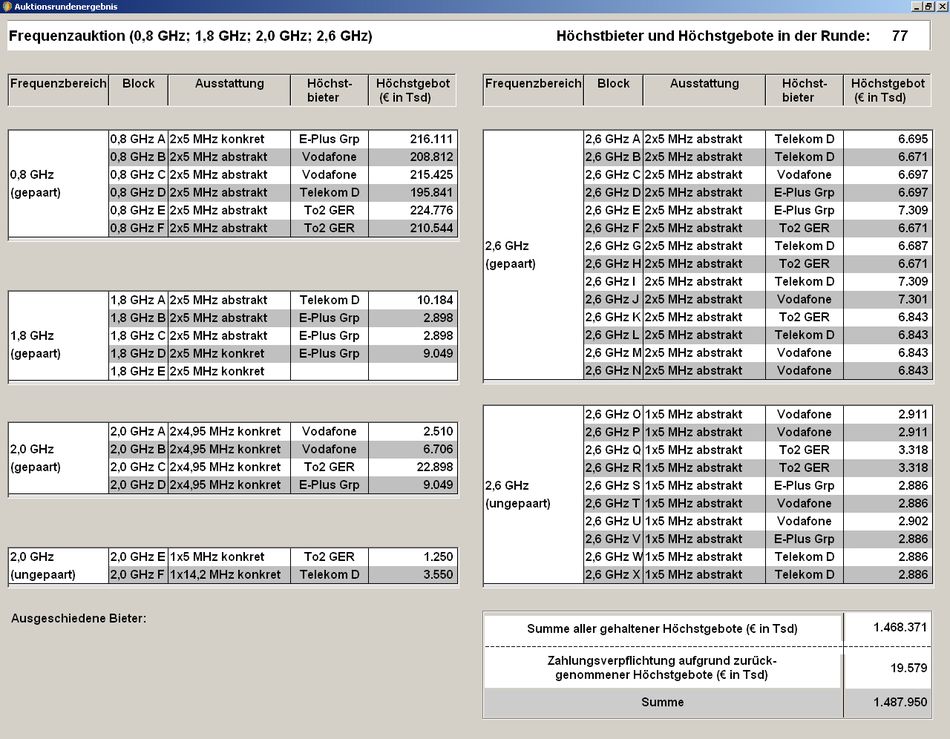 Auktionsrundenergebnis
Frequenzauktion (0,8 GHz; 1,8 GHz; 2,0 GHz; 2,6 GHz)
Höchstbieter und Höchstgebote in der Runde: 77
Frequenzbereich Block Ausstattung Höchst- Höchstgebot
bieter (€ in Tsd)
0,8 GHz A 2x5 MHz konkret E-Plus Grp 216.111
0,8 GHz B 2x5 MHz abstrakt Vodafone 208.812
0,8 GHz 0,8 GHz C 2x5 MHz abstrakt Vodafone 215.425
(gepaart) 0,8 GHz D 2x5 MHz abstrakt Telekom D 195.841
0,8 GHz E 2x5 MHz abstrakt To2 GER 224.776
0,8 GHz F 2x5 MHz abstrakt To2 GER 210.544
1,8 GHz A 2x5 MHz abstrakt Telekom D 10.184
1,8 GHz B 2x5 MHz abstrakt E-Plus Grp 2.898
1,8 GHz 1,8 GHz C 2x5 MHz abstrakt E-Plus Grp 2.898
(gepaart) 1,8 GHz D 2x5 MHz konkret E-Plus Grp 9.049
1,8 GHz E 2x5 MHz konkret
2,0 GHz A 2x4,95 MHz konkret Vodafone 2.510
2,0 GHz 2,0 GHz B 2x4,95 MHz konkret Vodafone 6.706
(gepaart) 2,0 GHz C 2x4,95 MHz konkret To2 GER 22.898
2,0 GHz D 2x4,95 MHz konkret E-Plus Grp 9.049
2,0 GHz 2,0 GHz E 1x5 MHz konkret To2 GER 1.250
(ungepaart) 2,0 GHz F 1x14,2 MHz konkret Telekom D 3.550
Ausgeschiedene Bieter:
Frequenzbereich Block Ausstattung Höchst- Höchstgebot
bieter (€ in Tsd)
2,6 GHz A 2x5 MHz abstrakt Telekom D 6.695
2,6 GHz B 2x5 MHz abstrakt Telekom D 6.671
2,6 GHz C 2x5 MHz abstrakt Vodafone 6.697
2,6 GHz D 2x5 MHz abstrakt E-Plus Grp 6.697
2,6 GHz E 2x5 MHz abstrakt E-Plus Grp 7.309
2,6 GHz F 2x5 MHz abstrakt To2 GER 6.671
2,6 GHz 2,6 GHz G 2x5 MHz abstrakt Telekom D 6.687
(gepaart) 2,6 GHz H 2x5 MHz abstrakt To2 GER 6.671
2,6 GHz I 2x5 MHz abstrakt Telekom D 7.309
2,6 GHz J 2x5 MHz abstrakt Vodafone 7.301
2,6 GHz K 2x5 MHz abstrakt To2 GER 6.843
2,6 GHz L 2x5 MHz abstrakt Telekom D 6.843
2,6 GHz M 2x5 MHz abstrakt Vodafone 6.843
2,6 GHz N 2x5 MHz abstrakt Vodafone 6.843
2,6 GHz O 1x5 MHz abstrakt Vodafone 2.911
2,6 GHz P 1x5 MHz abstrakt Vodafone 2.911
2,6 GHz Q 1x5 MHz abstrakt To2 GER 3.318
2,6 GHz R 1x5 MHz abstrakt To2 GER 3.318
2,6 GHz 2,6 GHz S 1x5 MHz abstrakt E-Plus Grp 2.886
(ungepaart) 2,6 GHz T 1x5 MHz abstrakt Vodafone 2.886
2,6 GHz U 1x5 MHz abstrakt Vodafone 2.902
2,6 GHz V 1x5 MHz abstrakt E-Plus Grp 2.886
2,6 GHz W 1x5 MHz abstrakt Telekom D 2.886
2,6 GHz X 1x5 MHz abstrakt Telekom D 2.886
Summe aller gehaltener Höchstgebote (€ in Tsd) 1.468.371
Zahlungsverpflichtung aufgrund zurück-
genommener Höchstgebote (€ in Tsd) 19.579
Summe 1.487.950